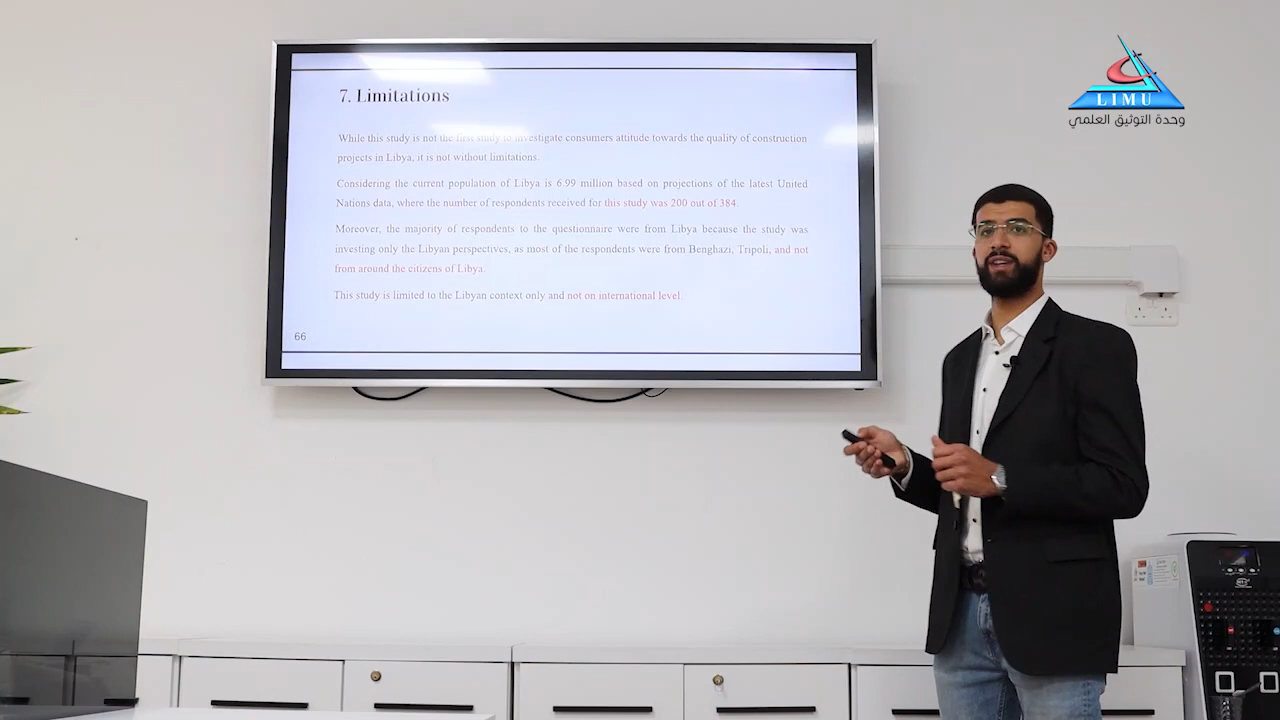 7. Limitations
While this study is not the first study to investigate consumers attitude towards the quality of construction
projects in Libya, it is not without limitations.
Considering the current population of Libya is 6.99 million based on projections of the latest United
Nations data, where the number of respondents received for this study was 200 out of 384.
Moreover, the majority of respondents to the questionnaire were from Libya because the study was
investing only the Libyan perspectives, as most of the respondents were from Benghazi, Tripoli, and not
from around the citizens of Libya.
This study is limited to the Libyan context only and not on international level.
66
LIMU
وحدة التوثيق العلمي